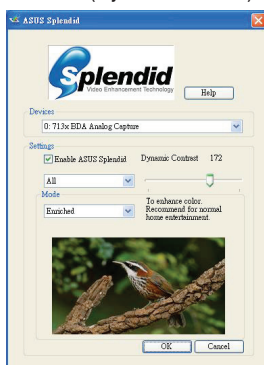 ASUS Splendid
Splendid
Video Enhancement Technology
Help
Devices
0: 713x BDA Analog Capture
Settings
Enable ASUS Splendid
Dynamic Contrast 172
All
Mode
Enriched
To enhance color.
Recommend for normal
home entertainment.
OK
Cancel